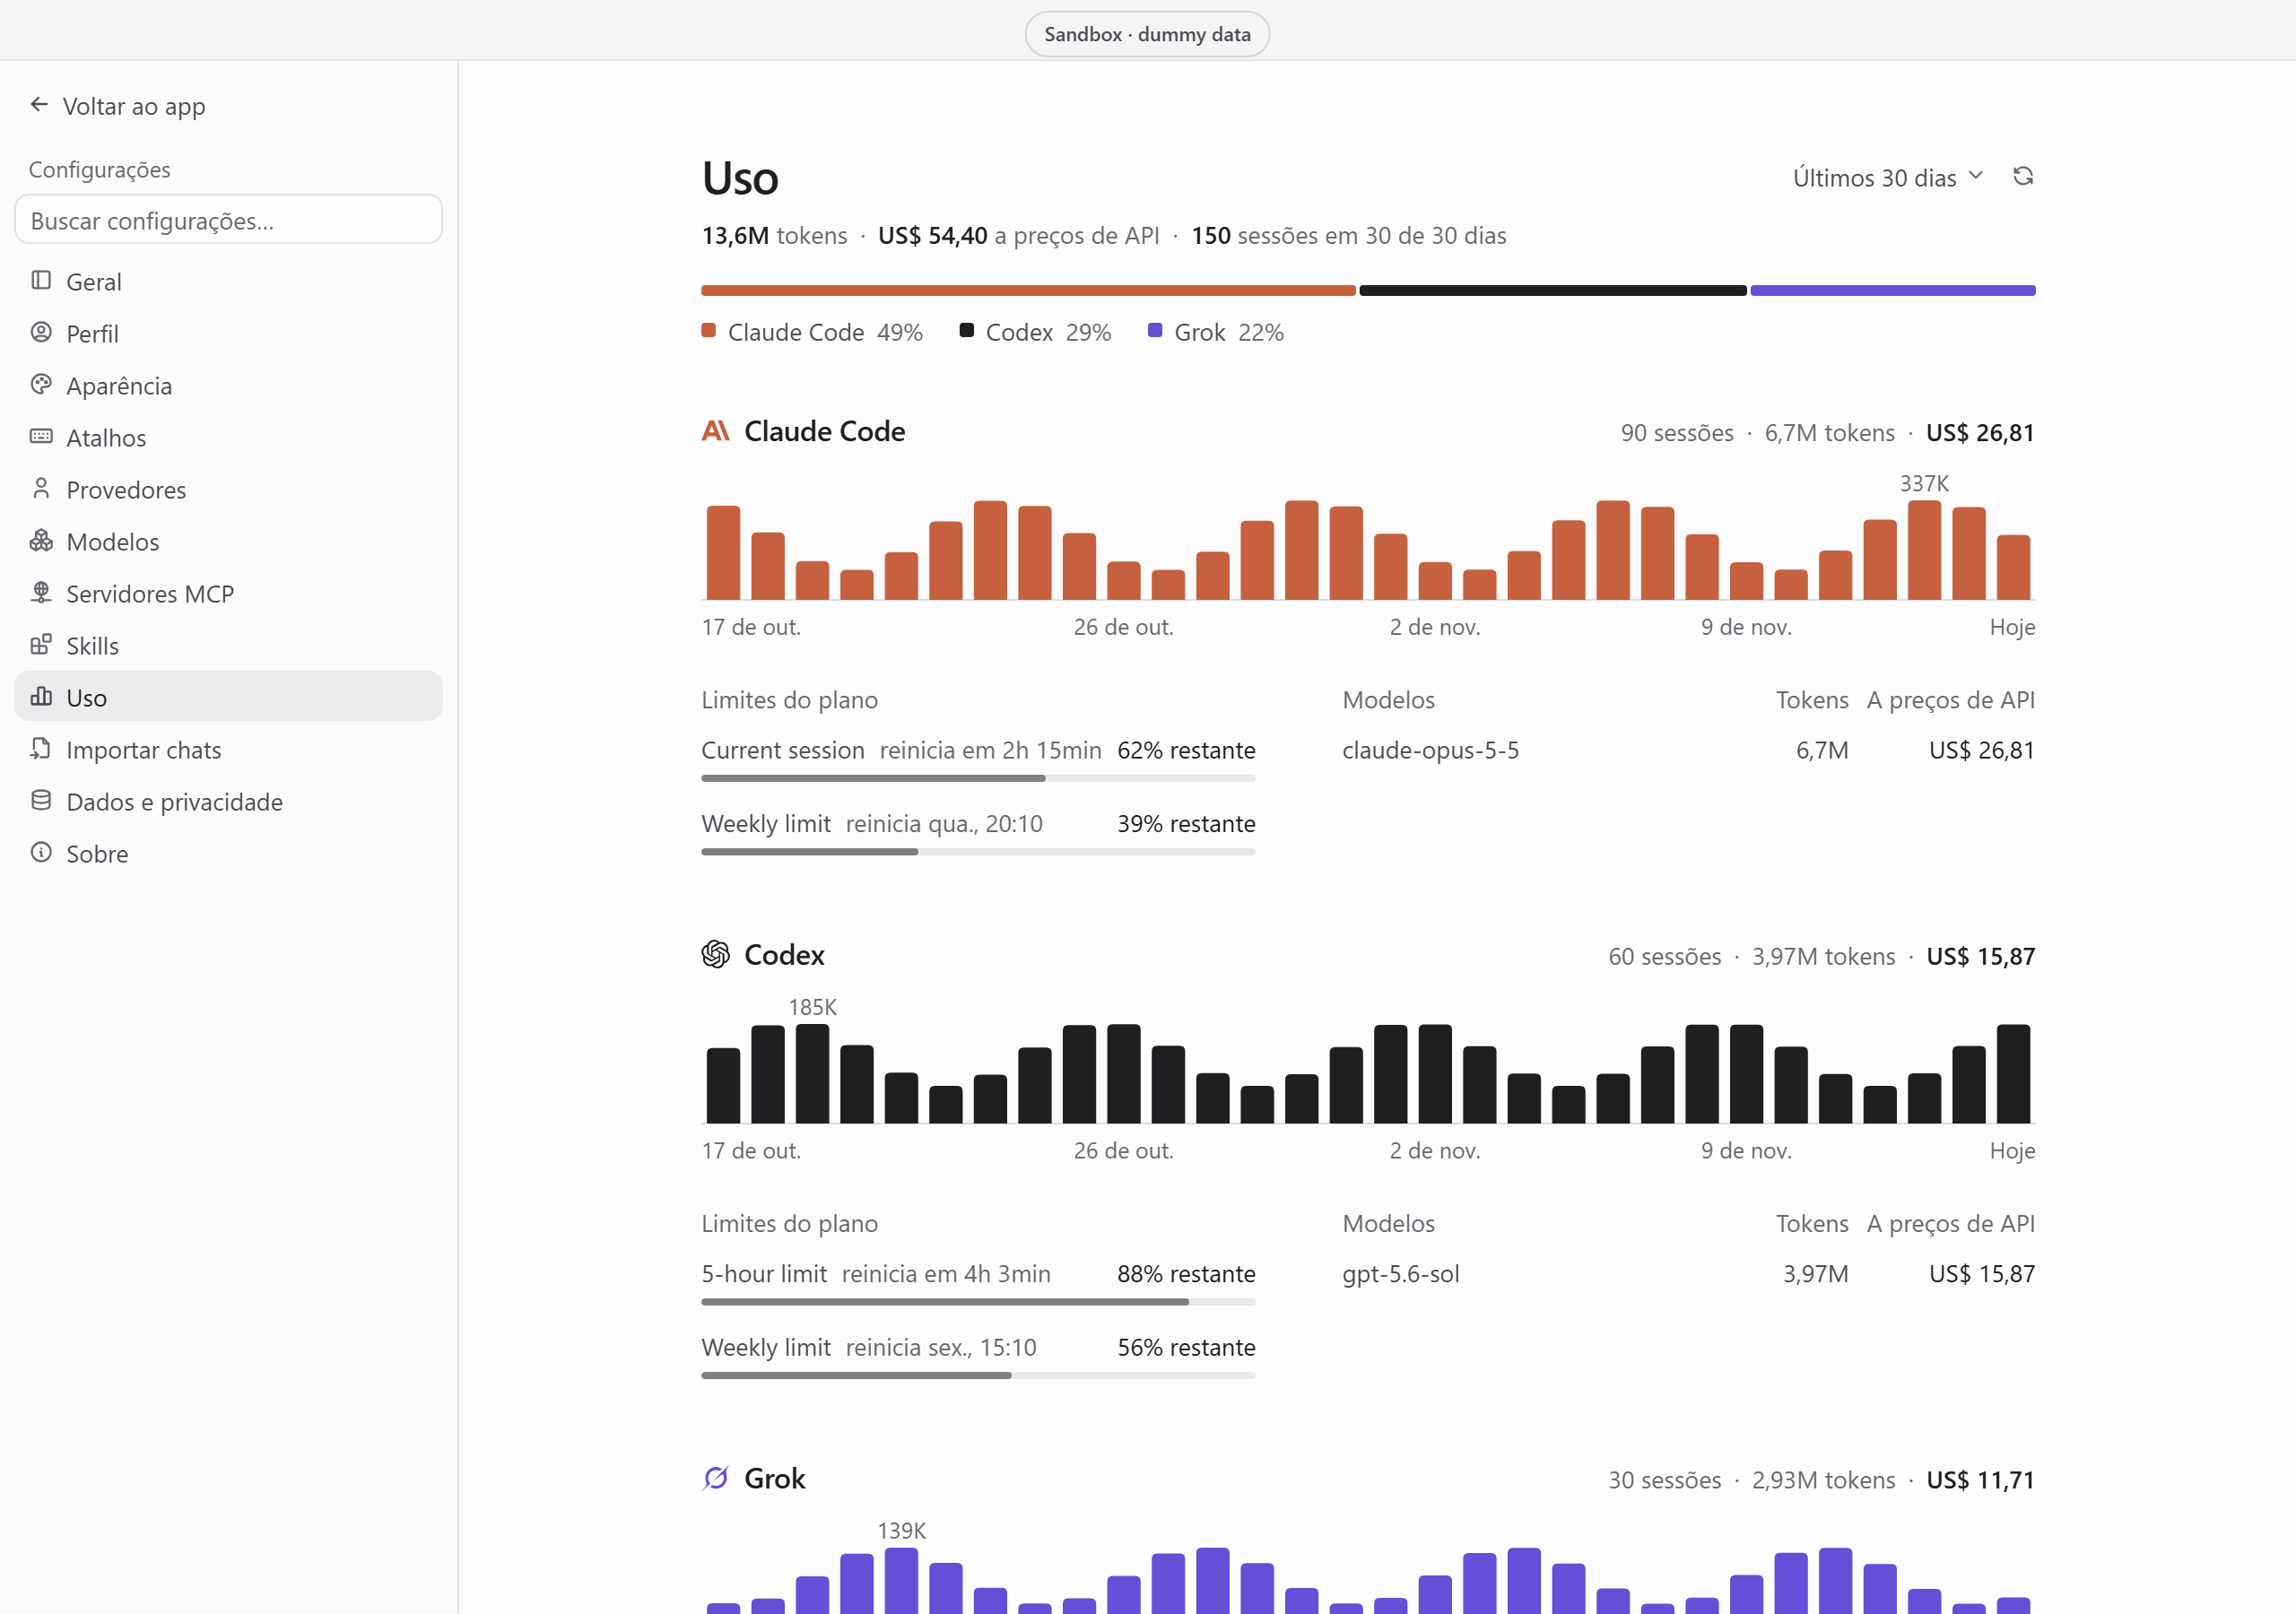 Sandbox · dummy data
Voltar ao app
Configurações
Buscar configurações...
Geral
Perfil
Aparência
Atalhos
Provedores
Modelos
Servidores MCP
Skills
Uso
Importar chats
Dados e privacidade
Sobre
Uso
Últimos 30 dias
13,6M tokens · US$ 54,40 a preços de API · 150 sessões em 30 de 30 dias
Claude Code 49% Codex 29% Grok 22%
Claude Code
90 sessões · 6,7M tokens · US$ 26,81
337K
17 de out. 26 de out. 2 de nov. 9 de nov. Hoje
Limites do plano
Current session reinicia em 2h 15min 62% restante
Weekly limit reinicia qua., 20:10 39% restante
Modelos Tokens A preços de API
claude-opus-5-5 6,7M US$ 26,81
Codex
60 sessões · 3,97M tokens · US$ 15,87
185K
17 de out. 26 de out. 2 de nov. 9 de nov. Hoje
Limites do plano
5-hour limit reinicia em 4h 3min 88% restante
Weekly limit reinicia sex., 15:10 56% restante
Modelos Tokens A preços de API
gpt-5.6-sol 3,97M US$ 15,87
Grok
30 sessões · 2,93M tokens · US$ 11,71
139K